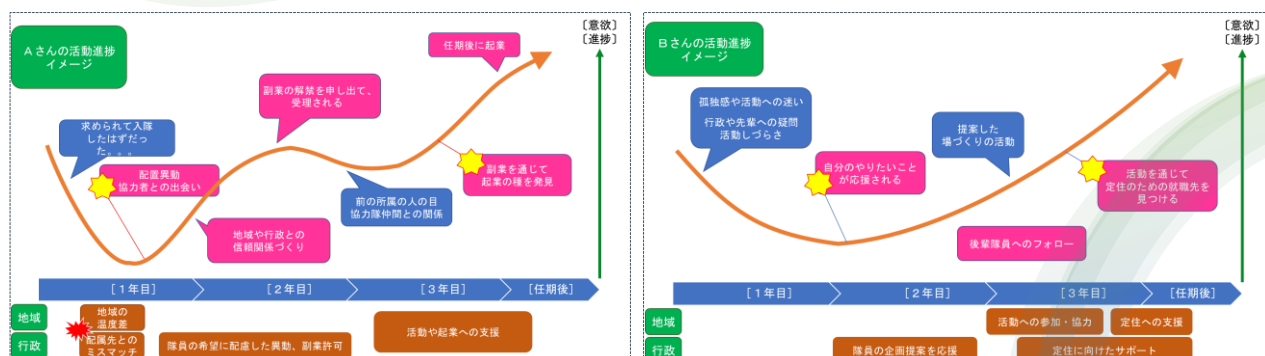 Aさんの活動進捗
イメージ
〔意欲〕
〔進捗〕
任期後に起業
副業の解禁を申し出て、
受理される
求められて入隊
したはずだっ
た。。。
配置異動
協力者との出会い
副業を通じて
起業の種を発見
前の所属の人の目
協力隊仲間との関係
地域や行政との
信頼関係づくり
［1年目］
［2年目］
［3年目］
［任期後］
地域
地域の
温度差
行政
配属先との
ミスマッチ
隊員の希望に配慮した異動、副業許可
活動や起業への支援
Bさんの活動進捗
イメージ
〔意欲〕
〔進捗〕
孤独感や活動への迷い
行政や先輩への疑問
活動しづらさ
提案した
場づくりの活動
自分のやりたいこと
が応援される
活動を通じて
定住のための就職先を
見つける
後輩隊員へのフォロー
［1年目］
［2年目］
［3年目］
［任期後］
地域
活動への参加・協力
定住への支援
行政
隊員の企画提案を応援
定住に向けたサポート